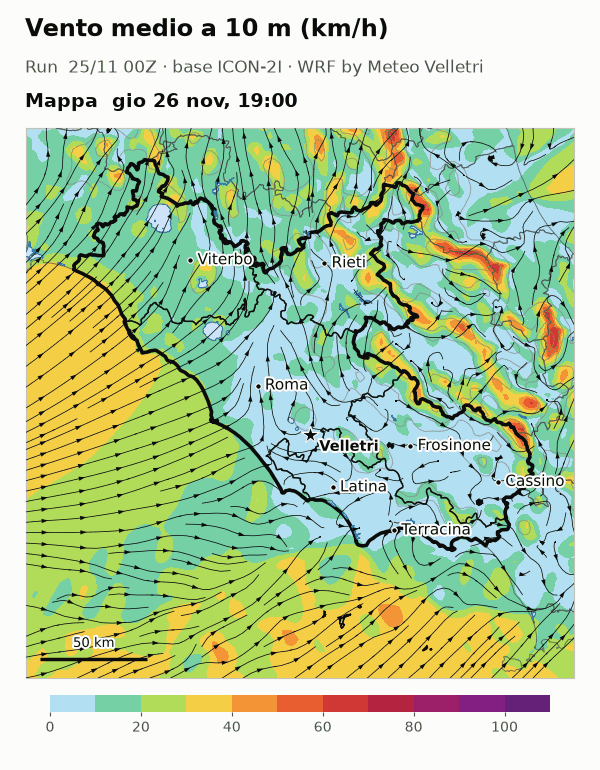 Vento medio a 10 m (km/h)
Run  25/11 00Z · base ICON-2I · WRF by Meteo Velletri
Mappa  gio 26 nov, 19:00
Viterbo
Rieti
Roma
Velletri
Frosinone
Latina
Cassino
Terracina
50 km
0 20 40 60 80 100